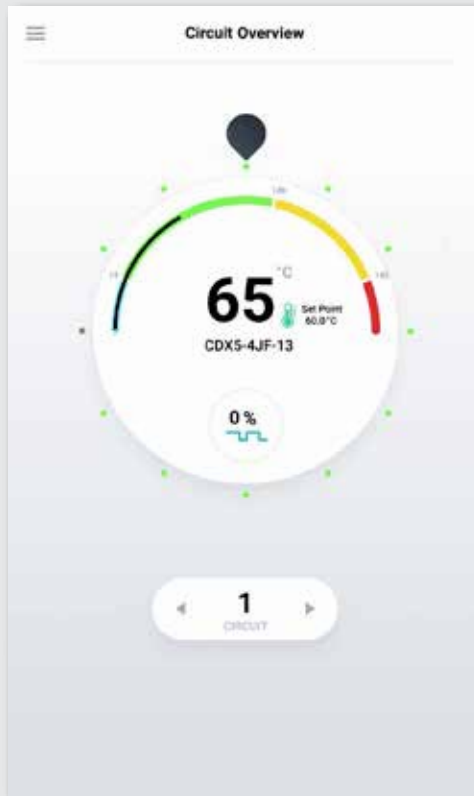 Circuit Overview
65 °C
Set Point
60.0°C
CDX5-4JF-13
0 %
1
CIRCUIT